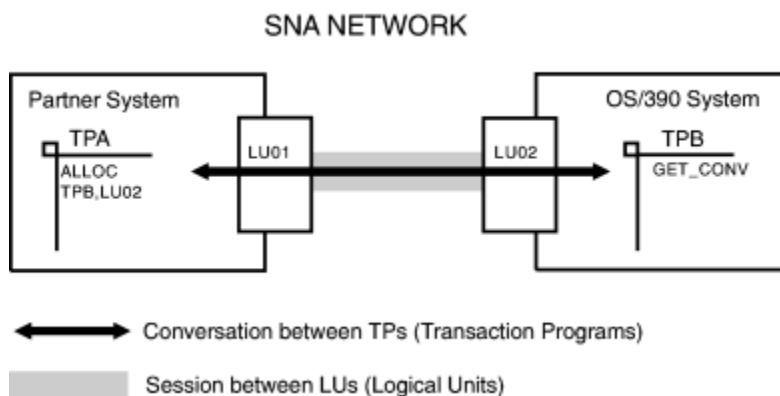 SNA NETWORK
Partner System
OS/390 System
TPA
ALLOC
TPB,LU02
LU01
LU02
TPB
GET_CONV
Conversation between TPs (Transaction Programs)
Session between LUs (Logical Units)